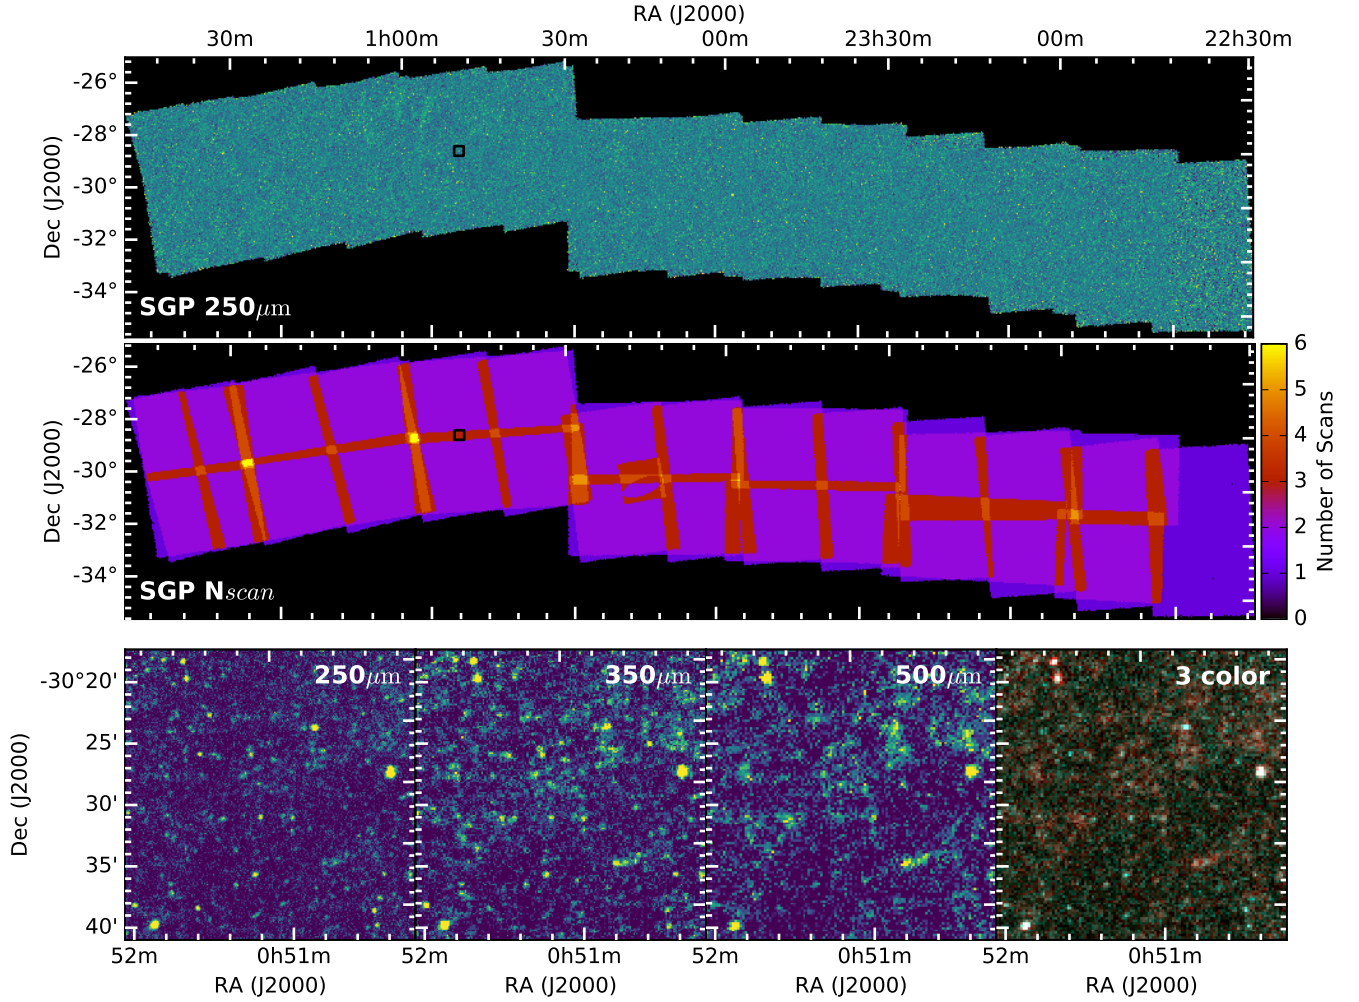 RA (J2000)
30m 1h00m 30m 00m 23h30m 00m 22h30m
-26°
-28°
-30°
-32°
-34°
Dec (J2000)
SGP 250μm
-26°
-28°
-30°
-32°
-34°
Dec (J2000)
SGP Nscan
6
5
4
3
2
1
0
Number of Scans
250μm 350μm 500μm 3 color
-30°20'
25'
30'
35'
40'
Dec (J2000)
52m 0h51m 52m 0h51m 52m 0h51m 52m 0h51m
RA (J2000) RA (J2000) RA (J2000) RA (J2000)